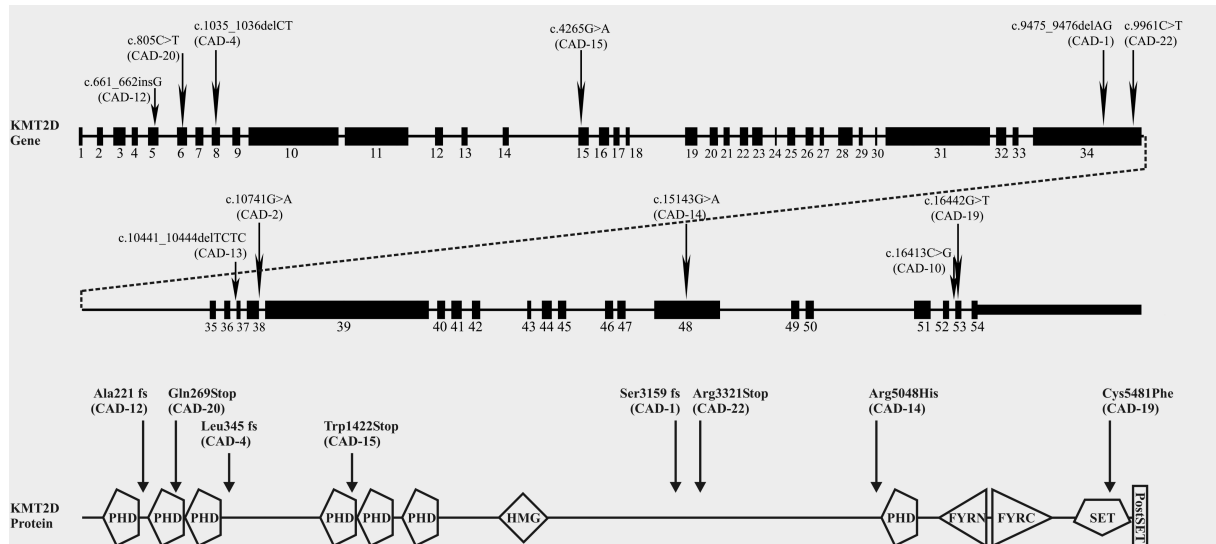 c.661_662insG
(CAD-12)
c.805C>T
(CAD-20)
c.1035_1036delCT
(CAD-4)
c.4265G>A
(CAD-15)
c.9475_9476delAG
(CAD-1)
c.9961C>T
(CAD-22)
KMT2D
Gene
1 2 3 4 5 6 7 8 9 10 11 12 13 14 15 16 17 18 19 20 21 22 23 24 25 26 27 28 29 30 31 32 33 34
c.10441_10444delTCTC
(CAD-13)
c.10741G>A
(CAD-2)
c.15143G>A
(CAD-14)
c.16413C>G
(CAD-10)
c.16442G>T
(CAD-19)
35 36 37 38 39 40 41 42 43 44 45 46 47 48 49 50 51 52 53 54
Ala221 fs
(CAD-12)
Gln269Stop
(CAD-20)
Leu345 fs
(CAD-4)
Trp1422Stop
(CAD-15)
Ser3159 fs
(CAD-1)
Arg3321Stop
(CAD-22)
Arg5048His
(CAD-14)
Cys5481Phe
(CAD-19)
KMT2D
Protein
PHD PHD PHD PHD PHD PHD HMG PHD FYRN FYRC SET PostSET